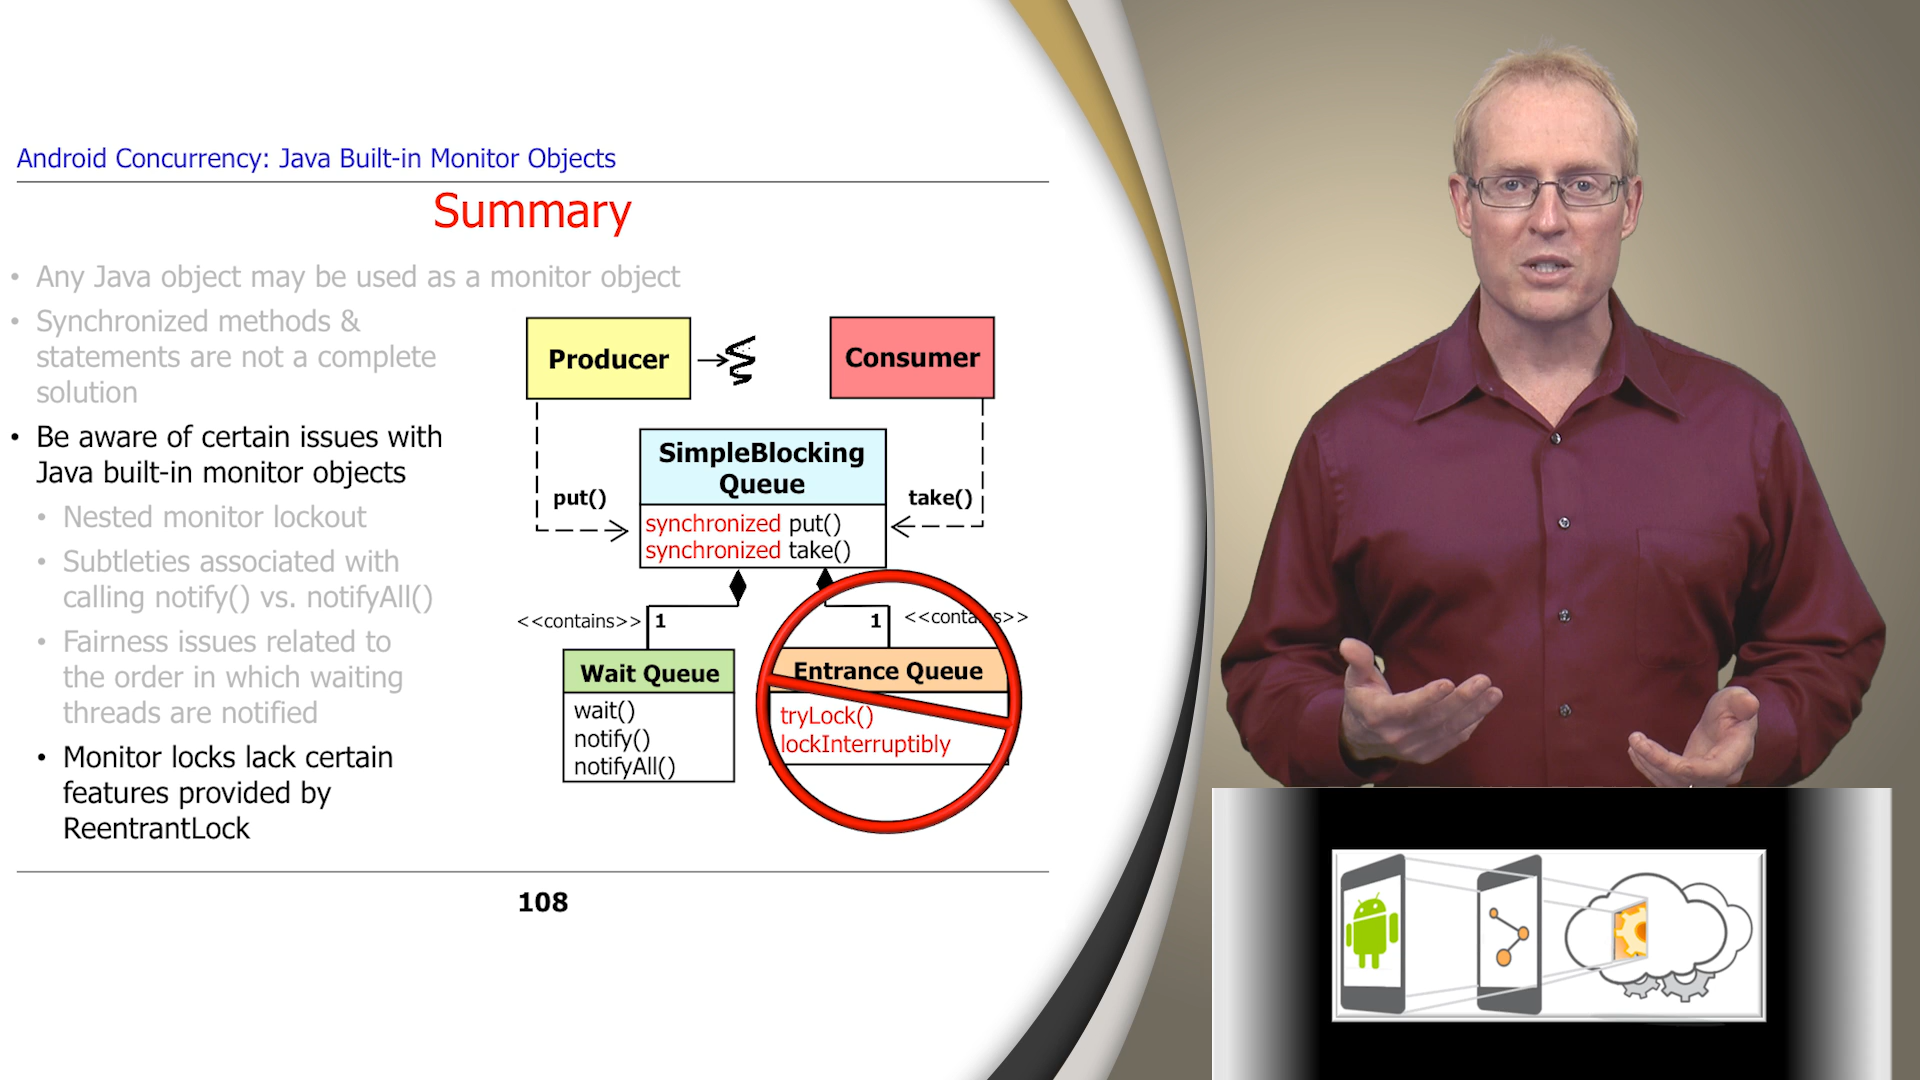 Android Concurrency: Java Built-in Monitor Objects
Summary
• Any Java object may be used as a monitor object
• Synchronized methods &
statements are not a complete
solution
• Be aware of certain issues with
Java built-in monitor objects
• Nested monitor lockout
• Subtleties associated with
calling notify() vs. notifyAll()
• Fairness issues related to
the order in which waiting
threads are notified
• Monitor locks lack certain
features provided by
ReentrantLock
Producer
Consumer
SimpleBlocking
Queue
put()
take()
synchronized put()
synchronized take()
<<contains>>
1
1
<<contains>>
Wait Queue
wait()
notify()
notifyAll()
Entrance Queue
tryLock()
lockInterruptibly
108